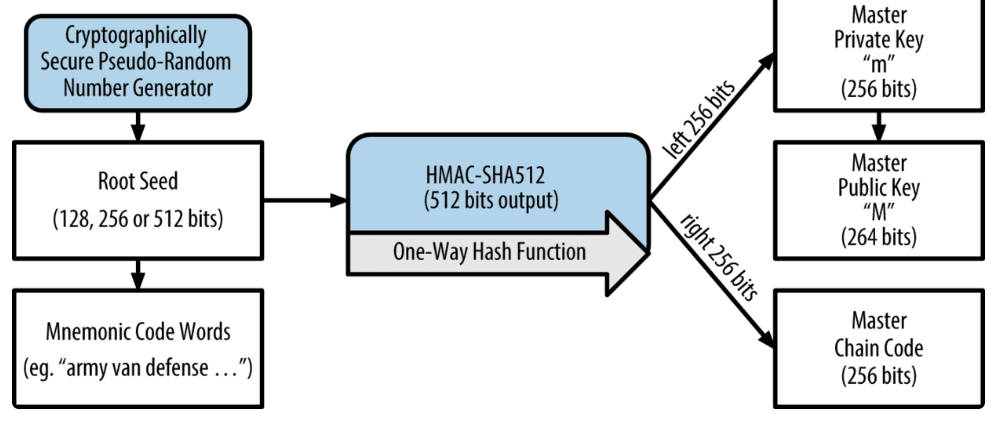 Cryptographically
Secure Pseudo-Random
Number Generator
Root Seed
(128, 256 or 512 bits)
Mnemonic Code Words
(eg. “army van defense …”)
HMAC-SHA512
(512 bits output)
One-Way Hash Function
left 256 bits
right 256 bits
Master
Private Key
“m”
(256 bits)
Master
Public Key
“M”
(264 bits)
Master
Chain Code
(256 bits)